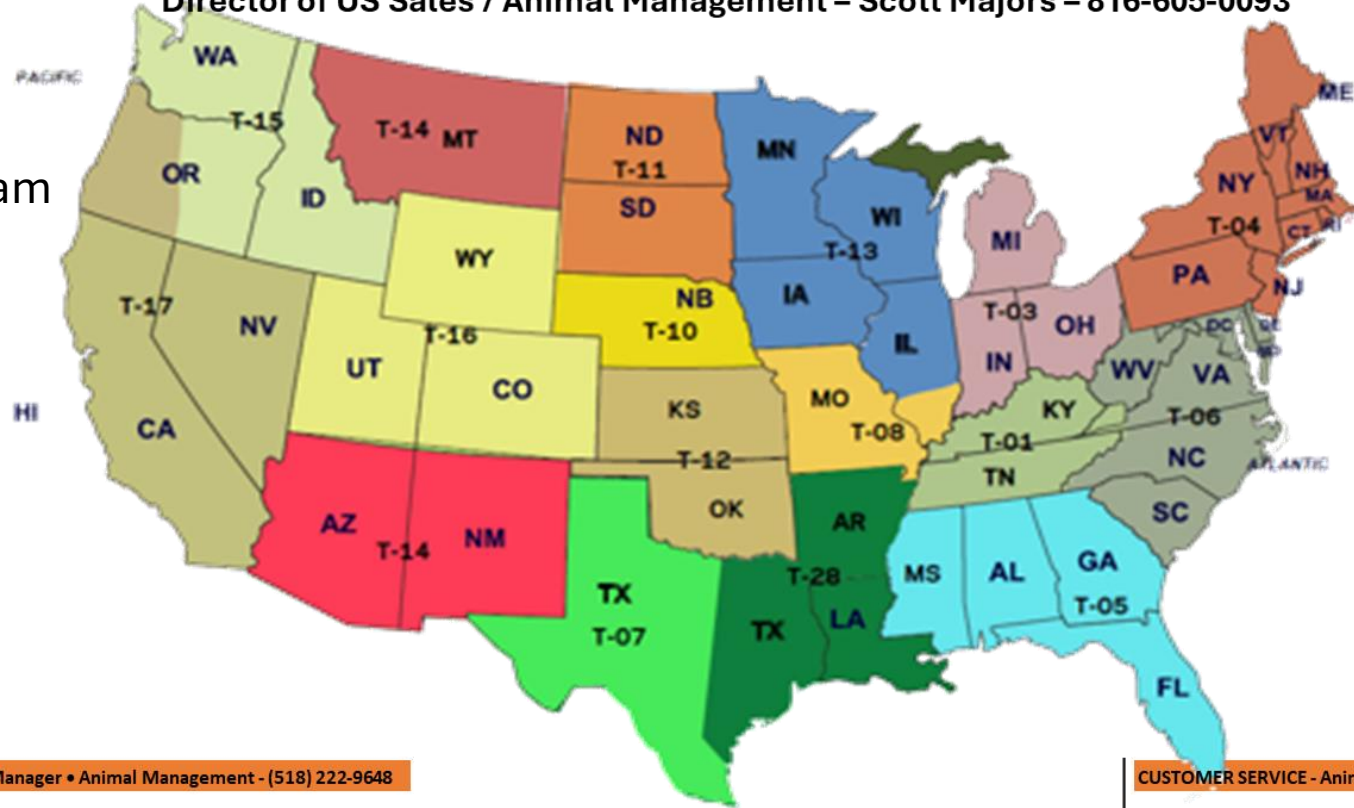 Director of US Sales / Animal Management – Scott Majors – 816-605-0093
WA
PACIFIC
ME
T-15
T-14 MT
ND
MN
VT
T-11
am
OR
NH
NY
ID
SD
MA
WI
T-04
CT RI
MI
T-13
WY
PA
NJ
NB
IA
T-17
T-03
OH
NV
T-10
DC DE
T-16
IL
MD
IN
UT
WV
VA
CO
MO
KS
KY
HI
T-06
CA
T-08
T-01
T-12
NC
ATLANTIC
TN
OK
SC
AZ
AR
NM
T-14
GA
MS
AL
T-28
TX
T-05
LA
TX
T-07
FL
Manager • Animal Management - (518) 222-9648
CUSTOMER SERVICE - Anim